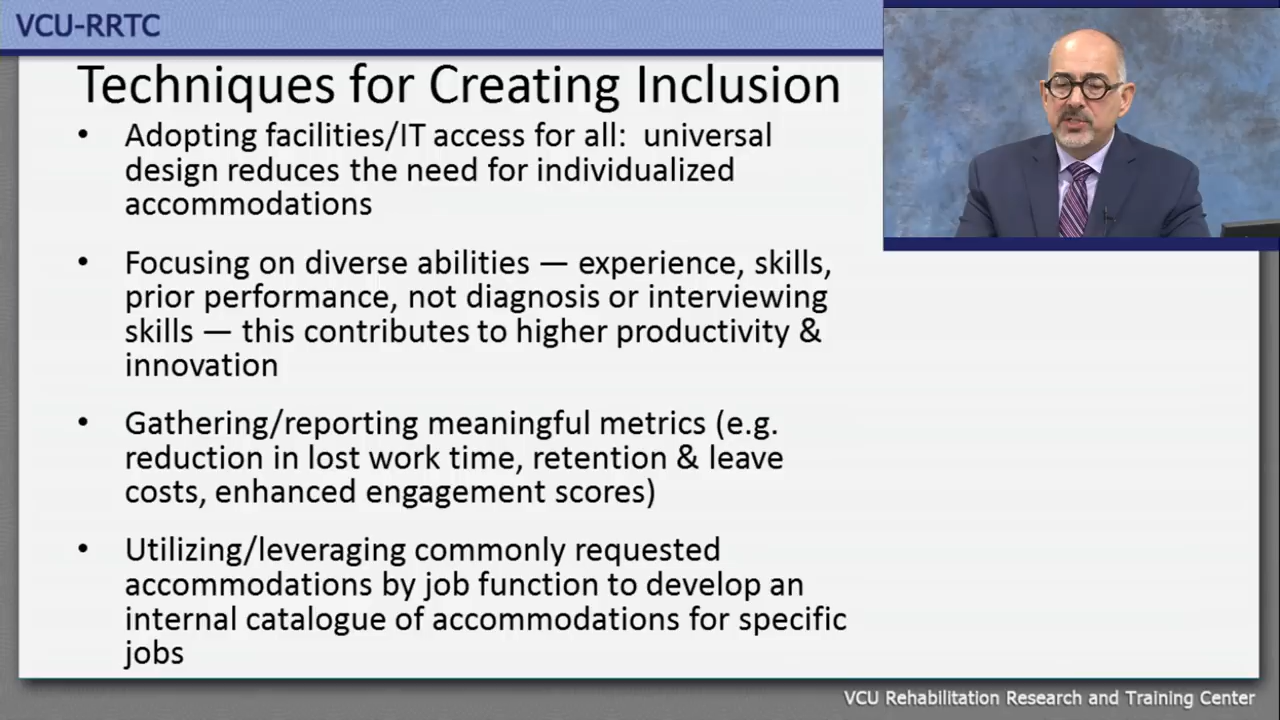 VCU-RRTC
Techniques for Creating Inclusion
• Adopting facilities/IT access for all:  universal
design reduces the need for individualized
accommodations
• Focusing on diverse abilities — experience, skills,
prior performance, not diagnosis or interviewing
skills — this contributes to higher productivity &
innovation
• Gathering/reporting meaningful metrics (e.g.
reduction in lost work time, retention & leave
costs, enhanced engagement scores)
• Utilizing/leveraging commonly requested
accommodations by job function to develop an
internal catalogue of accommodations for specific
jobs
VCU Rehabilitation Research and Training Center